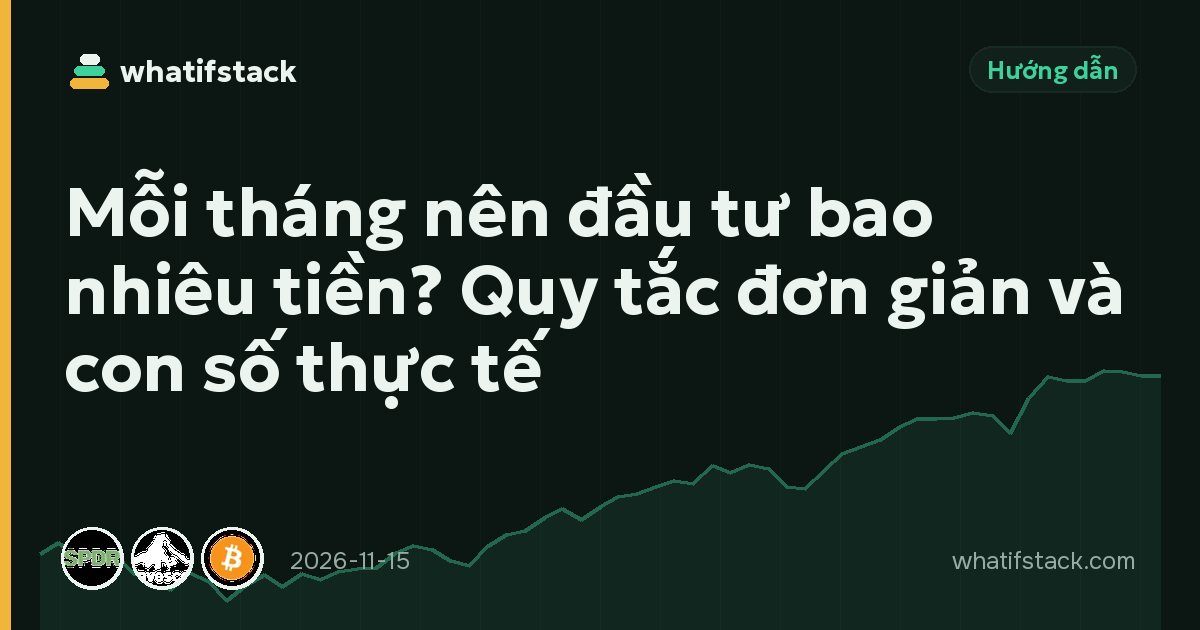 whatifstack
Hướng dẫn
Mỗi tháng nên đầu tư bao
nhiêu tiền? Quy tắc đơn giản và
con số thực tế
SPDR
2026-11-15
whatifstack.com